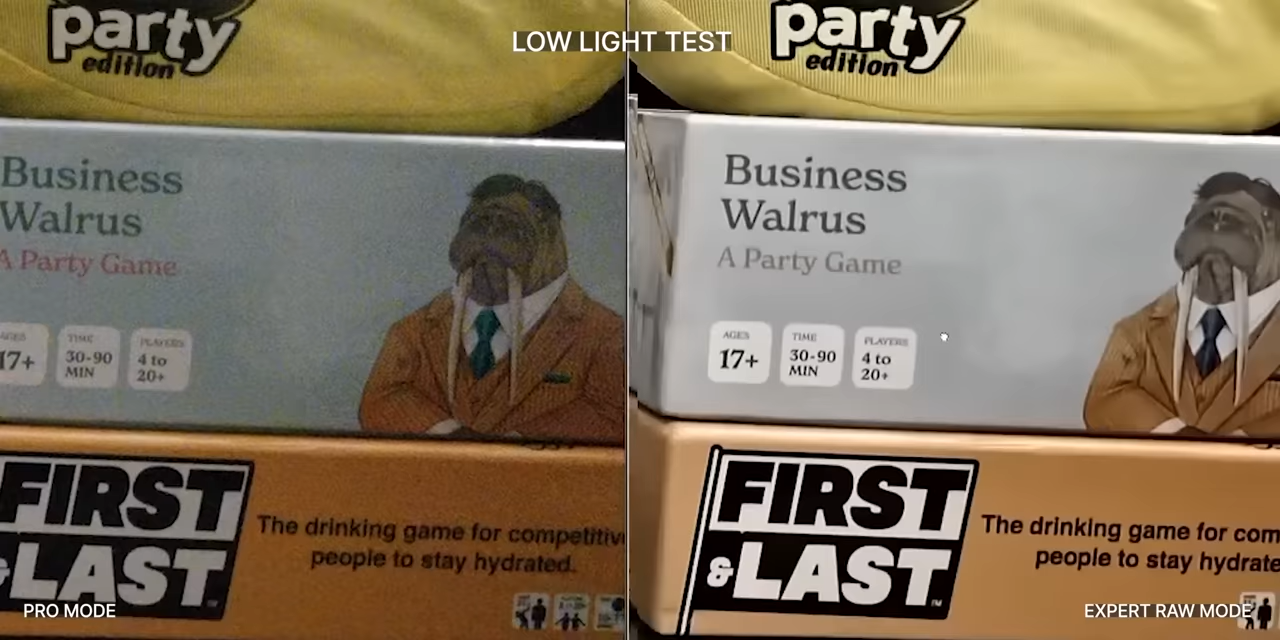 LOW LIGHT TEST
party
edition
Business
Walrus
A Party Game
AGES
17+
TIME
30-90
MIN
PLAYERS
4 to
20+
FIRST
&LAST
The drinking game for competitiv
people to stay hydrated.
PRO MODE
party
edition
Business
Walrus
A Party Game
AGES
17+
TIME
30-90
MIN
PLAYERS
4 to
20+
FIRST
&LAST
TM
The drinking game for com
people to stay hydrate
EXPERT RAW MODE